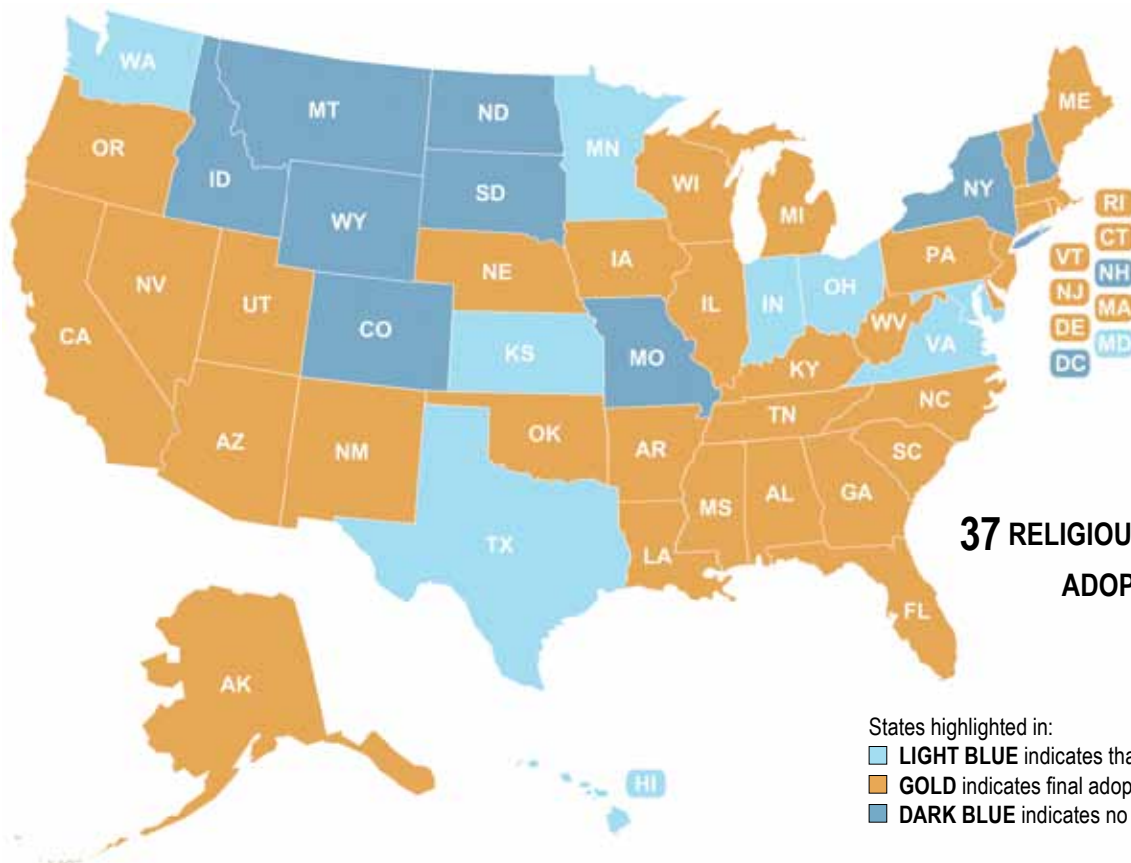 WA
MT
ND
MN
ME
OR
ID
SD
WI
NY
WY
MI
RI
CT
VT
NH
NJ
MA
DE
MD
DC
NE
IA
PA
NV
UT
CO
IL
IN
OH
WV
VA
CA
KS
MO
KY
NC
TN
AZ
NM
OK
AR
SC
MS
AL
GA
TX
LA
FL
37 RELIGIOU
ADOP
AK
HI
States highlighted in:
LIGHT BLUE indicates tha
GOLD indicates final adop
DARK BLUE indicates no